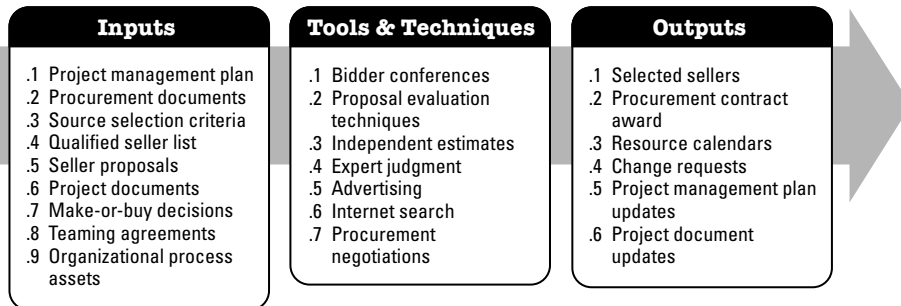 Inputs
.1 Project management plan
.2 Procurement documents
.3 Source selection criteria
.4 Qualified seller list
.5 Seller proposals
.6 Project documents
.7 Make-or-buy decisions
.8 Teaming agreements
.9 Organizational process
assets
Tools & Techniques
.1 Bidder conferences
.2 Proposal evaluation
techniques
.3 Independent estimates
.4 Expert judgment
.5 Advertising
.6 Internet search
.7 Procurement
negotiations
Outputs
.1 Selected sellers
.2 Procurement contract
award
.3 Resource calendars
.4 Change requests
.5 Project management plan
updates
.6 Project document
updates